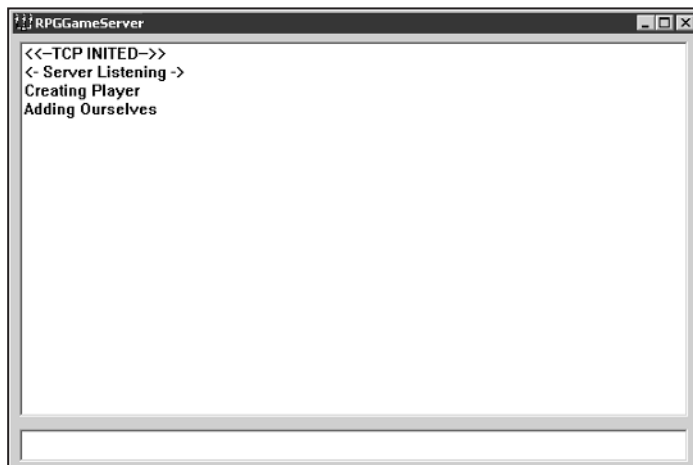 RPGGameServer
<<–TCP INITED–>>
<- Server Listening ->
Creating Player
Adding Ourselves